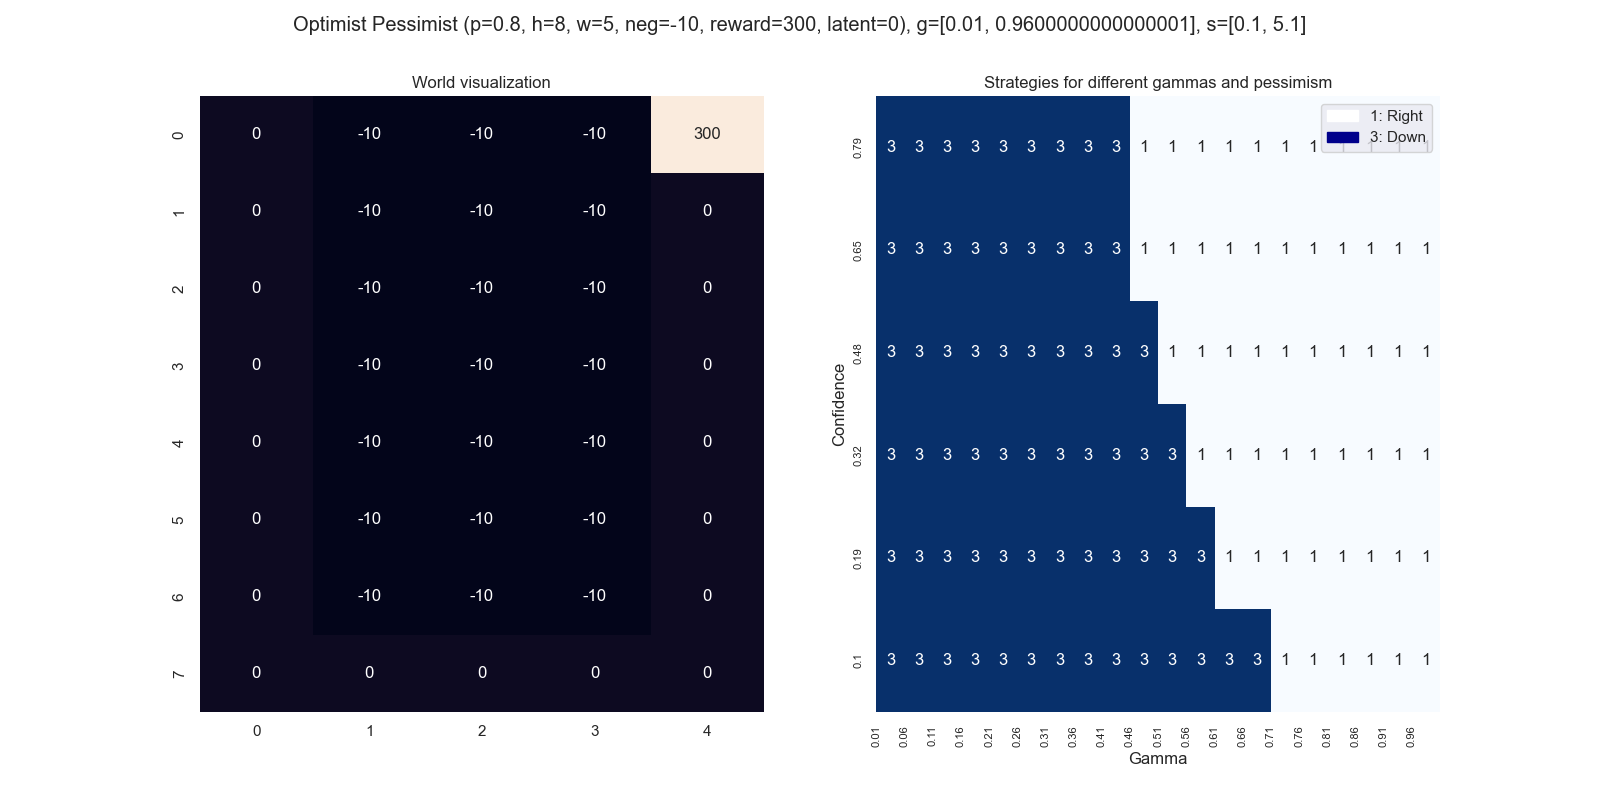 Optimist Pessimist (p=0.8, h=8, w=5, neg=-10, reward=300, latent=0), g=[0.01, 0.9600000000000001], s=[0.1, 5.1]
World visualization
0 0 -10 -10 -10 300
1 0 -10 -10 -10 0
2 0 -10 -10 -10 0
3 0 -10 -10 -10 0
4 0 -10 -10 -10 0
5 0 -10 -10 -10 0
6 0 -10 -10 -10 0
7 0 0 0 0 0
0 1 2 3 4
Strategies for different gammas and pessimism
1: Right
3: Down
Confidence
0.79 3 3 3 3 3 3 3 3 3 1 1 1 1 1 1 1 1 1 1 1
0.65 3 3 3 3 3 3 3 3 3 1 1 1 1 1 1 1 1 1 1 1
0.48 3 3 3 3 3 3 3 3 3 3 1 1 1 1 1 1 1 1 1 1
0.32 3 3 3 3 3 3 3 3 3 3 3 1 1 1 1 1 1 1 1 1
0.19 3 3 3 3 3 3 3 3 3 3 3 3 1 1 1 1 1 1 1 1
0.1 3 3 3 3 3 3 3 3 3 3 3 3 3 3 1 1 1 1 1 1
0.01 0.06 0.11 0.16 0.21 0.26 0.31 0.36 0.41 0.46 0.51 0.56 0.61 0.66 0.71 0.76 0.81 0.86 0.91 0.96
Gamma